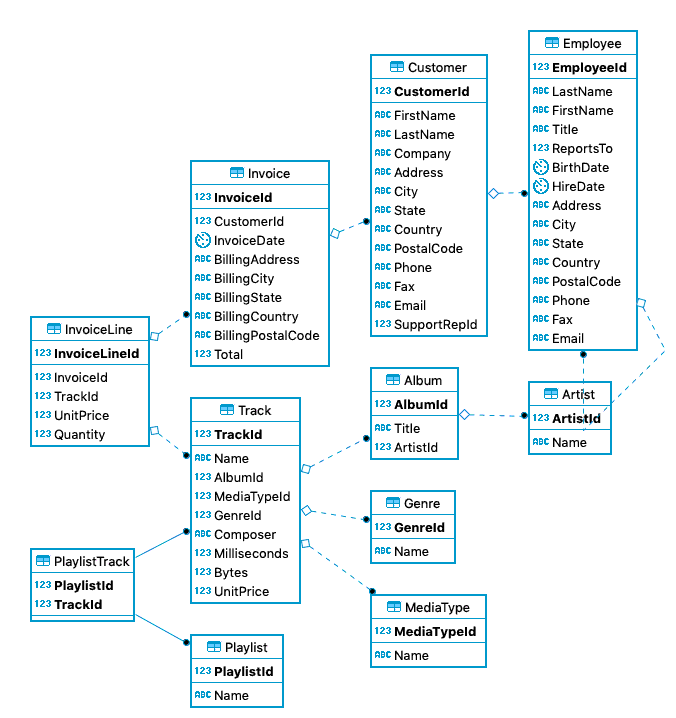 Employee
123 EmployeeId
ABC LastName
ABC FirstName
ABC Title
123 ReportsTo
BirthDate
HireDate
ABC Address
ABC City
ABC State
ABC Country
ABC PostalCode
ABC Phone
ABC Fax
ABC Email
Customer
123 CustomerId
ABC FirstName
ABC LastName
ABC Company
ABC Address
ABC City
ABC State
ABC Country
ABC PostalCode
ABC Phone
ABC Fax
ABC Email
123 SupportRepId
Invoice
123 InvoiceId
123 CustomerId
InvoiceDate
ABC BillingAddress
ABC BillingCity
ABC BillingState
ABC BillingCountry
ABC BillingPostalCode
123 Total
InvoiceLine
123 InvoiceLineId
123 InvoiceId
123 TrackId
123 UnitPrice
123 Quantity
Album
123 AlbumId
ABC Title
123 ArtistId
Artist
123 ArtistId
ABC Name
Track
123 TrackId
ABC Name
123 AlbumId
123 MediaTypeId
123 GenreId
ABC Composer
123 Milliseconds
123 Bytes
123 UnitPrice
Genre
123 GenreId
ABC Name
PlaylistTrack
123 PlaylistId
123 TrackId
MediaType
123 MediaTypeId
ABC Name
Playlist
123 PlaylistId
ABC Name